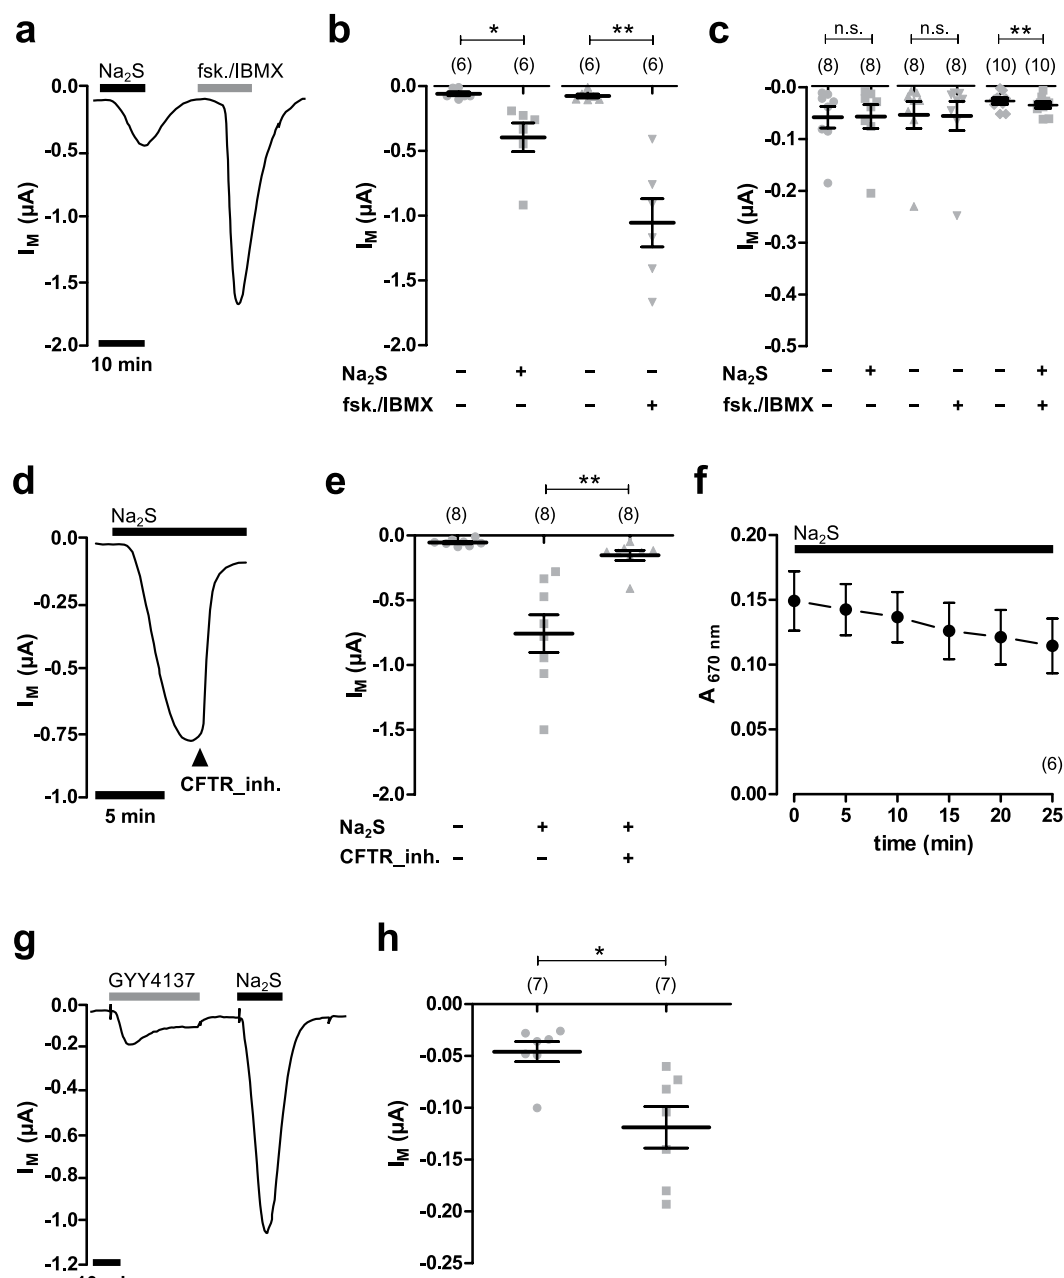 a
Na₂S
fsk./IBMX
0.0
-0.5
-1.0
-1.5
-2.0
I_M (µA)
10 min
b
*
**
(6)
(6)
(6)
(6)
0.0
-0.5
-1.0
-1.5
-2.0
I_M (µA)
Na₂S
–
+
–
–
fsk./IBMX
–
–
–
+
c
n.s.
n.s.
**
(8)
(8)
(8)
(8)
(10)
(10)
-0.0
-0.1
-0.2
-0.3
-0.4
-0.5
I_M (µA)
Na₂S
–
+
–
–
–
+
fsk./IBMX
–
–
–
+
–
+
d
Na₂S
0.0
-0.25
-0.5
-0.75
-1.0
I_M (µA)
CFTR_inh.
5 min
e
**
(8)
(8)
(8)
0.0
-0.5
-1.0
-1.5
-2.0
I_M (µA)
Na₂S
–
+
+
CFTR_inh.
–
–
+
f
Na₂S
0.20
0.15
0.10
0.05
0.00
A 670 nm
(6)
0
5
10
15
20
25
time (min)
g
GYY4137
Na₂S
0.0
-0.2
-0.4
-0.6
-0.8
-1.0
-1.2
I_M (µA)
h
*
(7)
(7)
0.00
-0.05
-0.10
-0.15
-0.20
-0.25
I_M (µA)